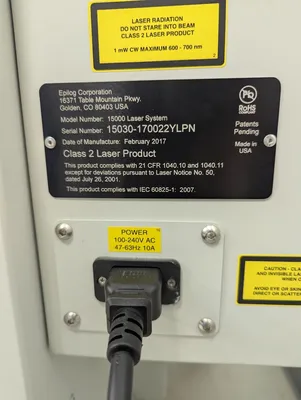 LASER RADIATION
DO NOT STARE INTO BEAM
CLASS 2 LASER PRODUCT
1 mW CW MAXIMUM 600 - 700 nm
Epilog Corporation
16371 Table Mountain Pkwy.
Golden, CO 80403 USA
Model Number: 15000 Laser System
Serial Number: 15030-170022YLPN
Date of Manufacture: February 2017
Class 2 Laser Product
This product complies with 21 CFR 1040.10 and 1040.11
except for deviations pursuant to Laser Notice No. 50,
dated July 26, 2001.
This product complies with IEC 60825-1: 2007.
Pb
RoHS
COMPLIANT
Patents
Pending
Made in
USA
POWER
100-240V AC
47-63Hz 10A
CAUTION - CLA
AND INVISIBLE LA
WHEN O
AVOID EYE OR SKIN
DIRECT OR SCATTE